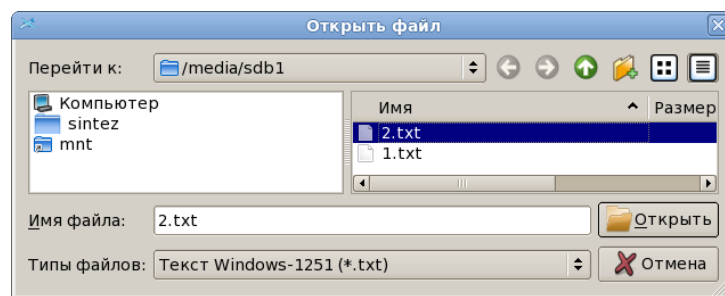 Открыть файл
Перейти к: /media/sdb1
Компьютер
sintez
mnt
Имя Размер
2.txt
1.txt
Имя файла: 2.txt Открыть
Типы файлов: Текст Windows-1251 (*.txt) Отмена